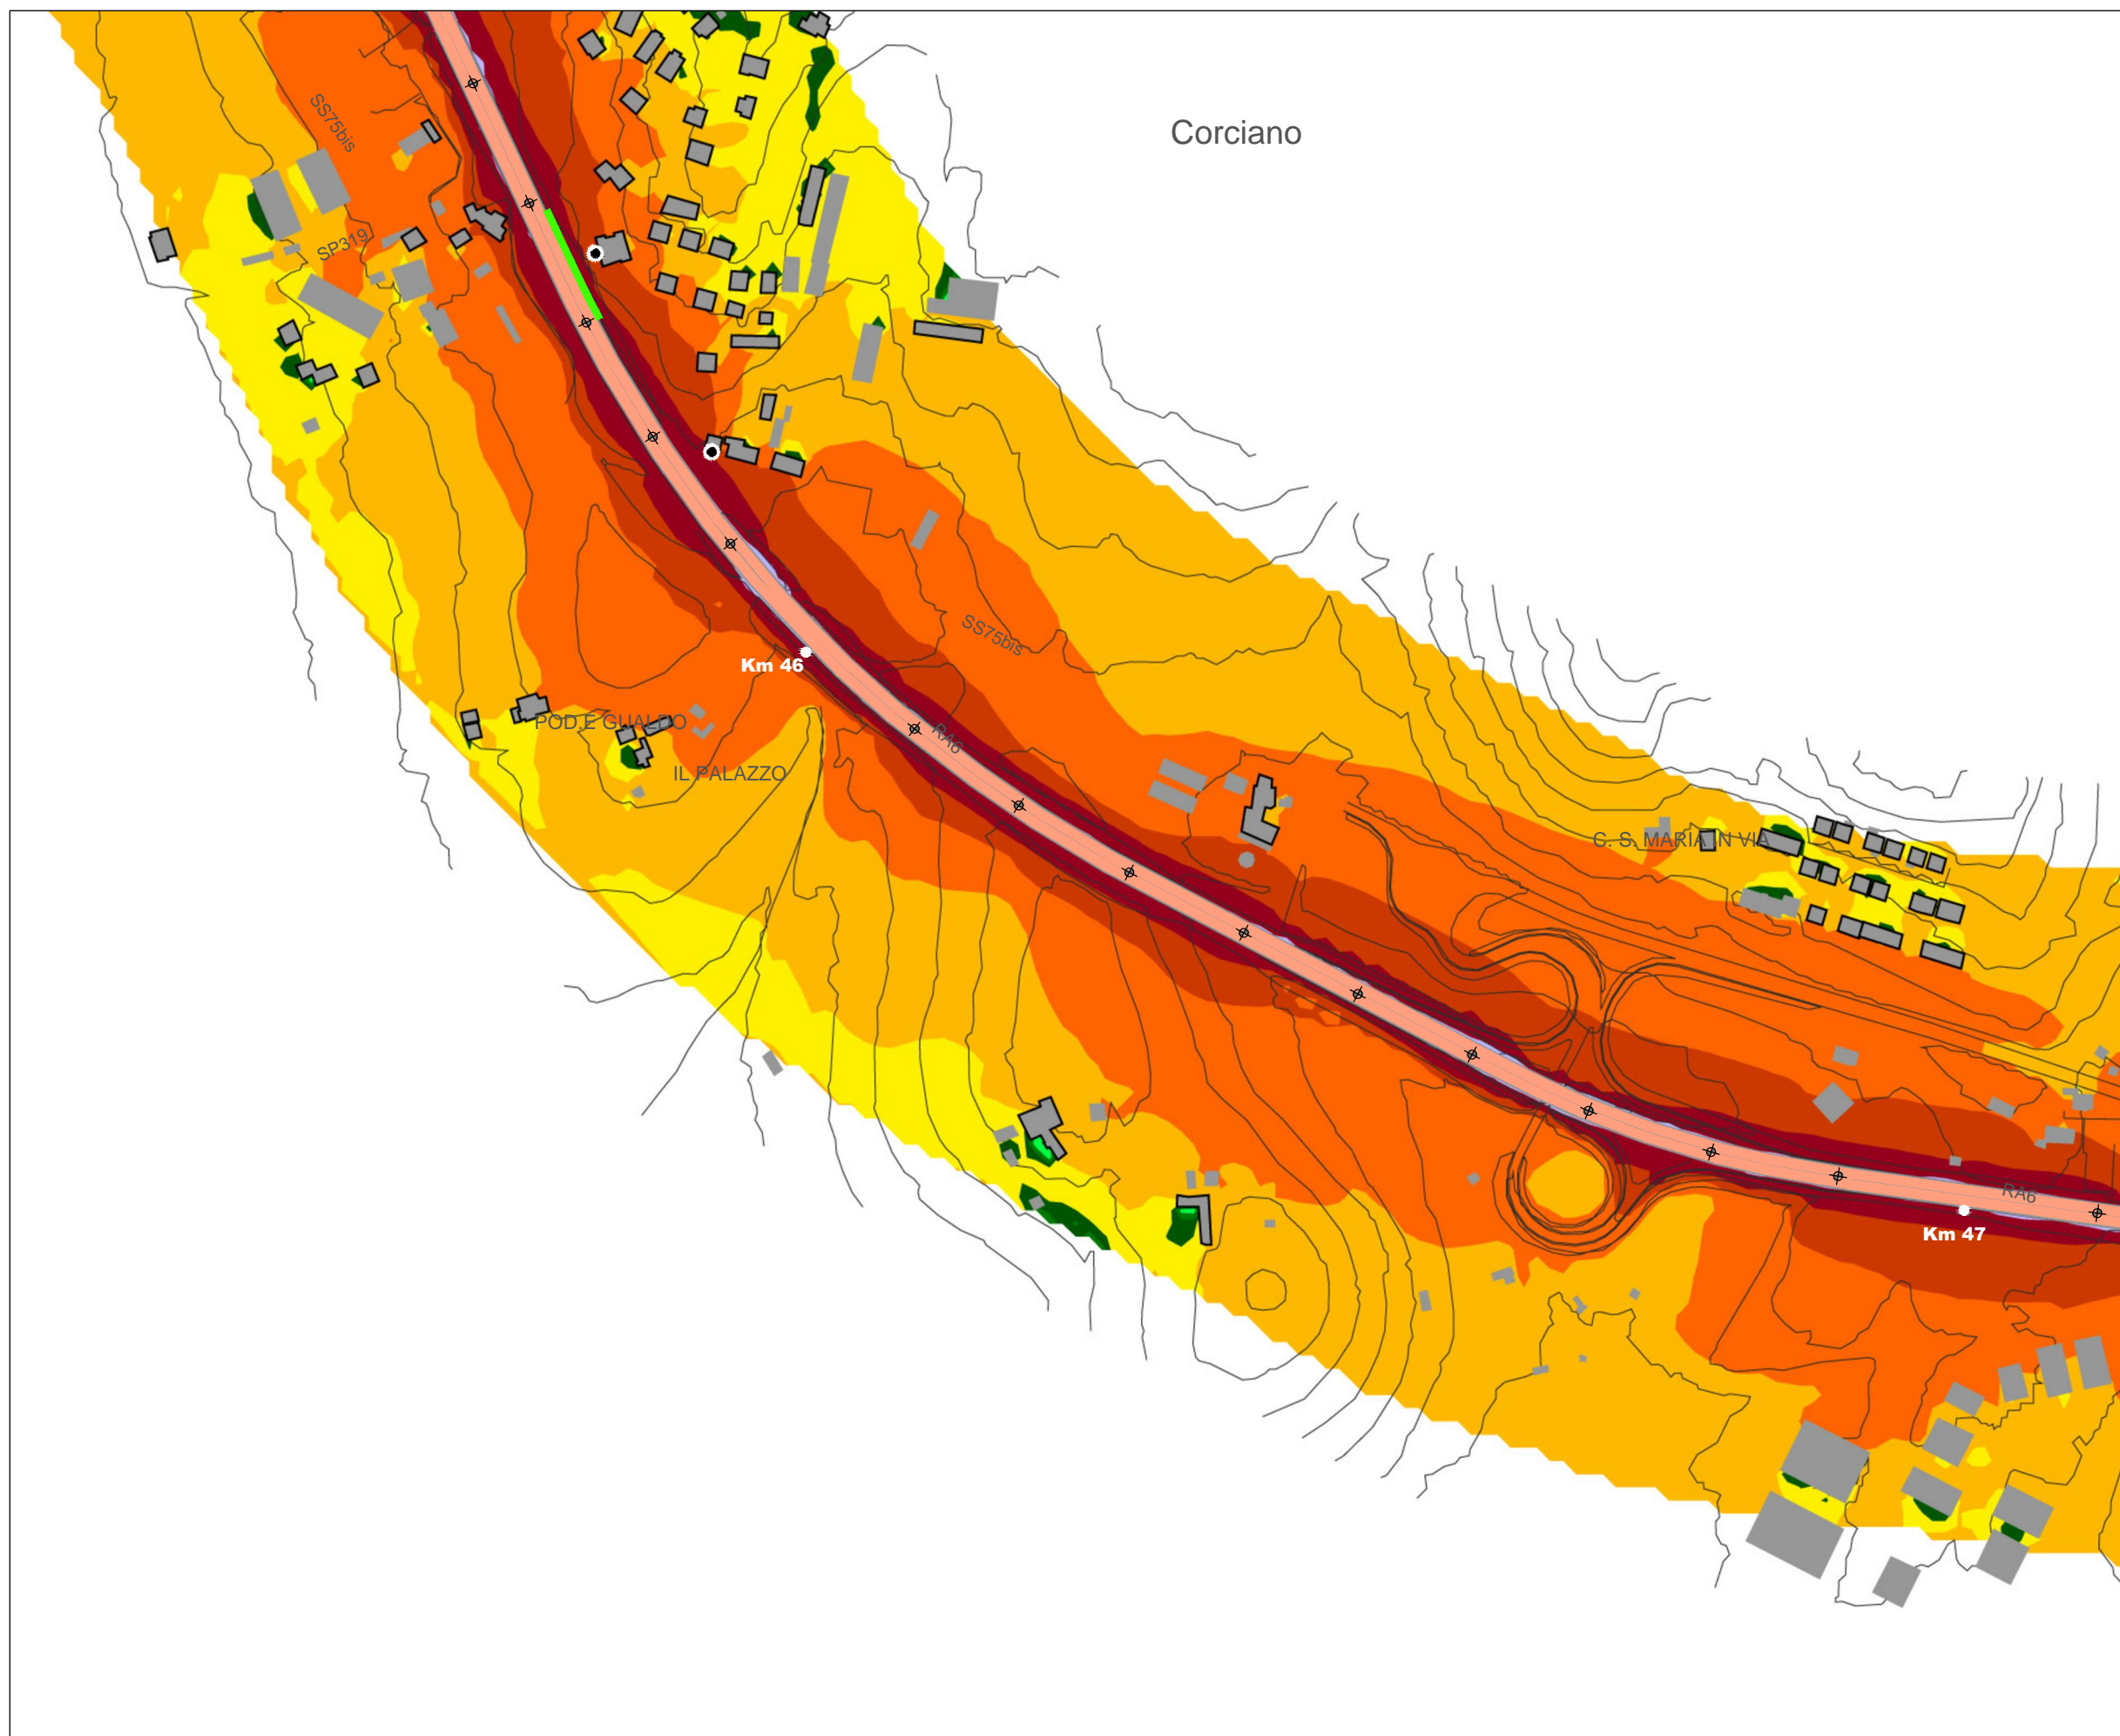 Corciano
SS75bis
SP319
SS75bis
Km 46
POD.E GUALDO
RA6
IL PALAZZO
C. S. MARIA IN VIA
RA6
Km 47